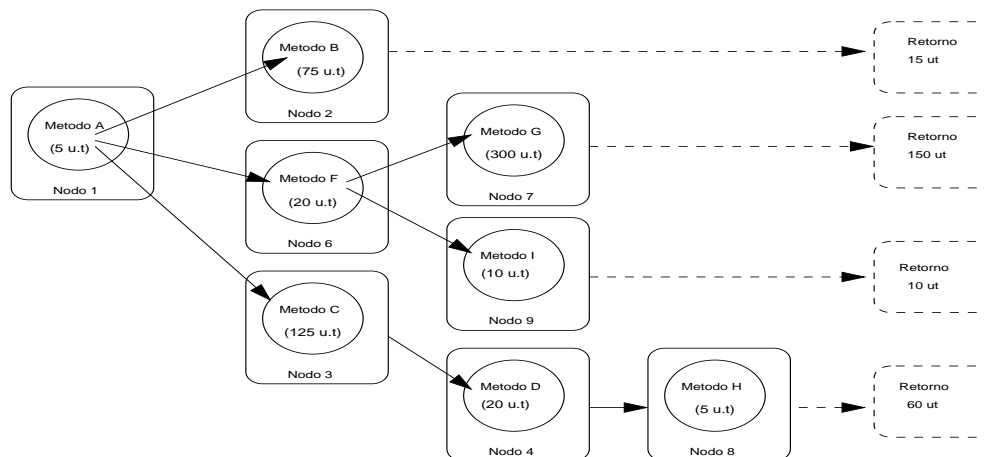 Metodo A
(5 u.t)
Nodo 1
Metodo B
(75 u.t)
Nodo 2
Metodo F
(20 u.t)
Nodo 6
Metodo C
(125 u.t)
Nodo 3
Metodo G
(300 u.t)
Nodo 7
Metodo I
(10 u.t)
Nodo 9
Metodo D
(20 u.t)
Nodo 4
Metodo H
(5 u.t)
Nodo 8
Retorno
15 ut
Retorno
150 ut
Retorno
10 ut
Retorno
60 ut